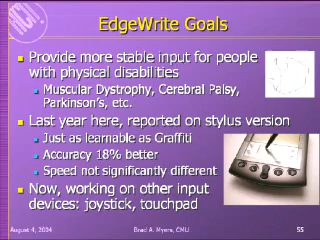 EdgeWrite Goals
Provide more stable input for people
with physical disabilities
Muscular Dystrophy, Cerebral Palsy,
Parkinson's, etc.
Last year here, reported on stylus version
Just as learnable as Graffiti
Accuracy 18% better
Speed not significantly different
Now, working on other input
devices: joystick, touchpad
August 4, 2004
Brad A. Myers, CMU
55